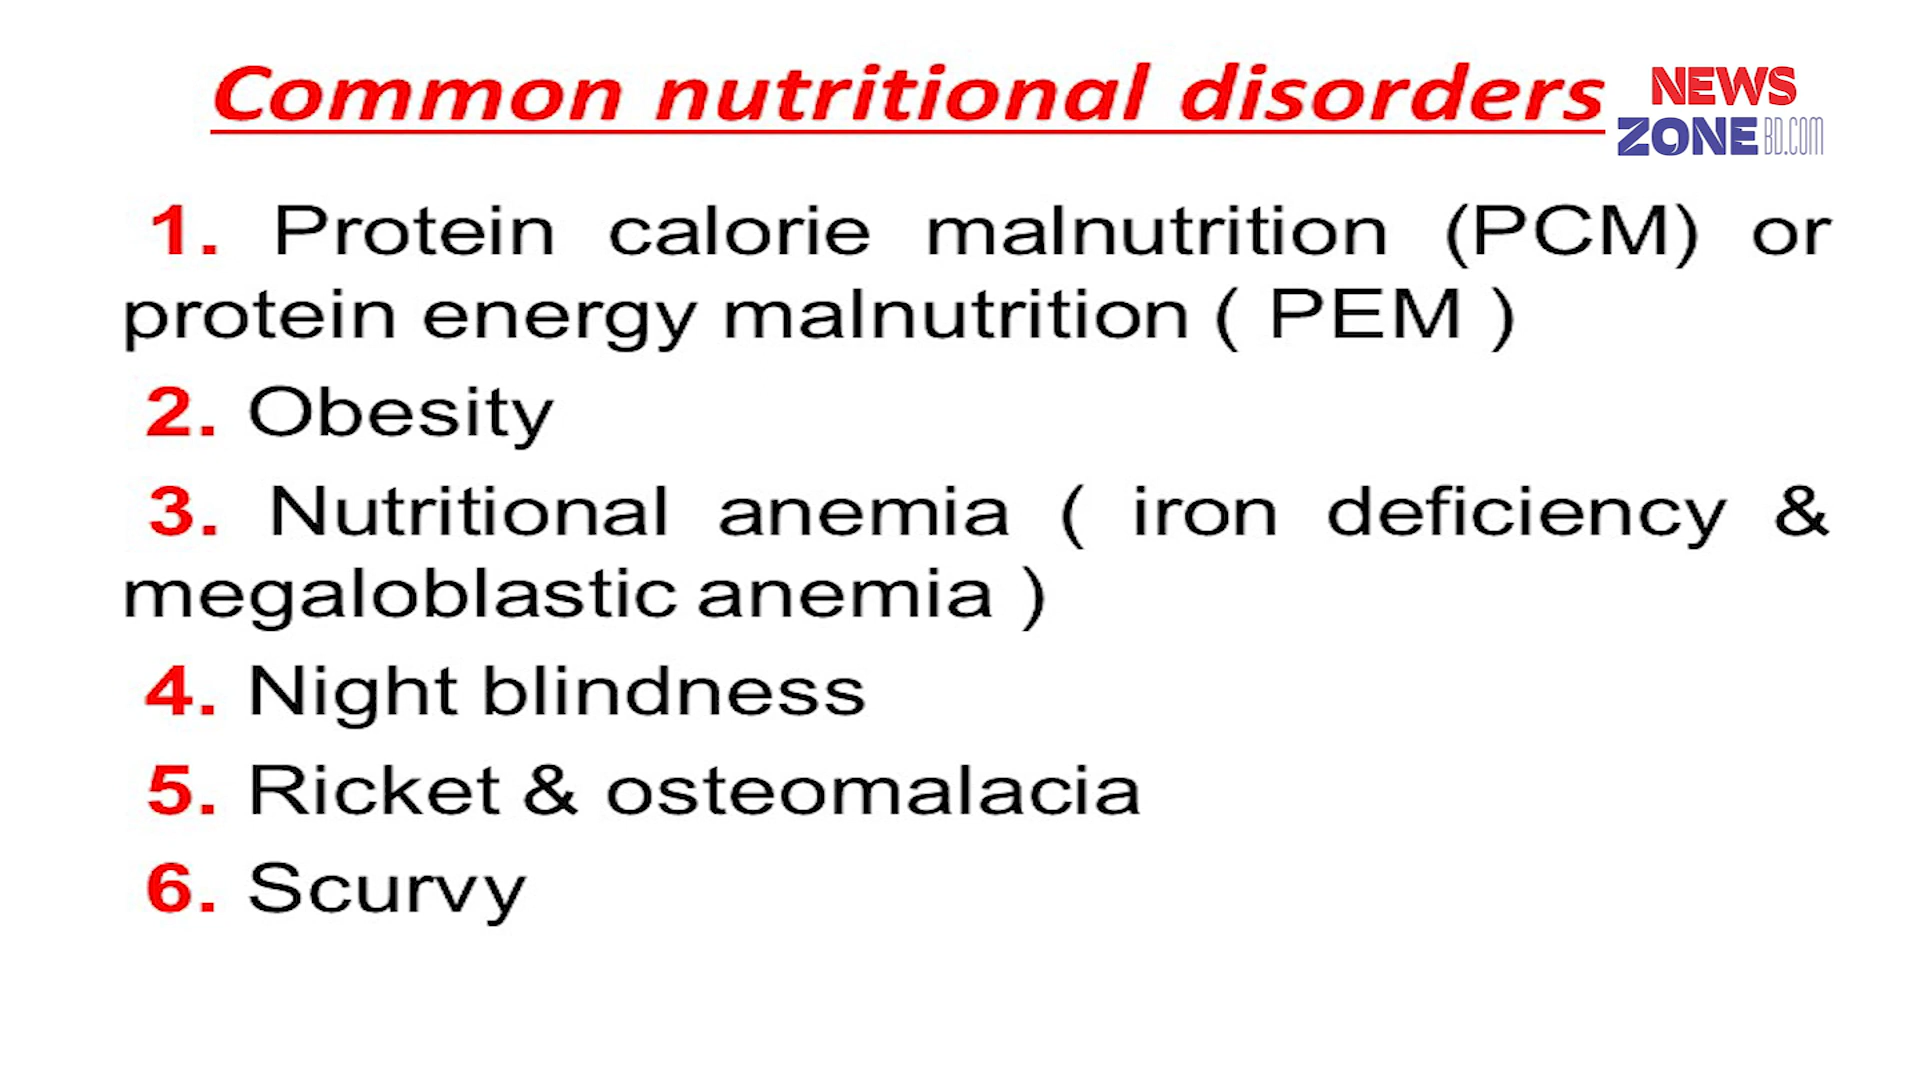 Common nutritional disorders
NEWS
ZONE BD.COM
1. Protein calorie malnutrition (PCM) or
protein energy malnutrition ( PEM )
2. Obesity
3. Nutritional anemia ( iron deficiency &
megaloblastic anemia )
4. Night blindness
5. Ricket & osteomalacia
6. Scurvy